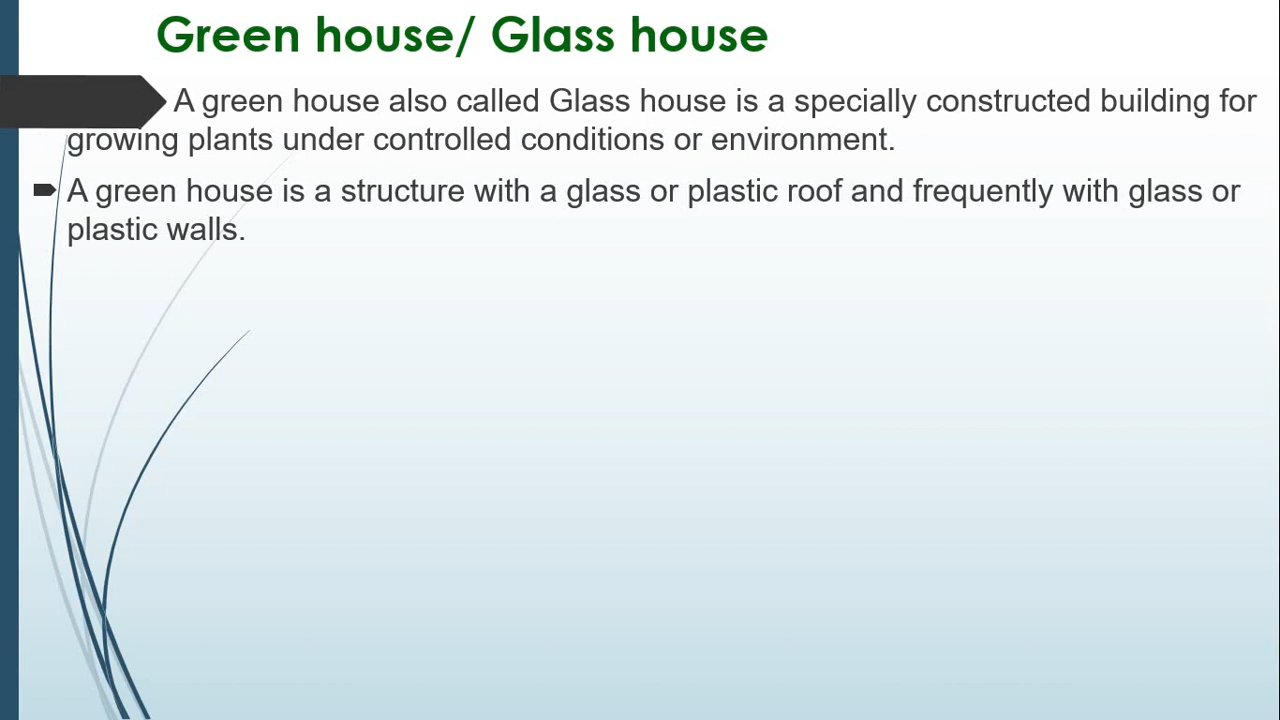 Green house/ Glass house
A green house also called Glass house is a specially constructed building for
growing plants under controlled conditions or environment.
A green house is a structure with a glass or plastic roof and frequently with glass or
plastic walls.